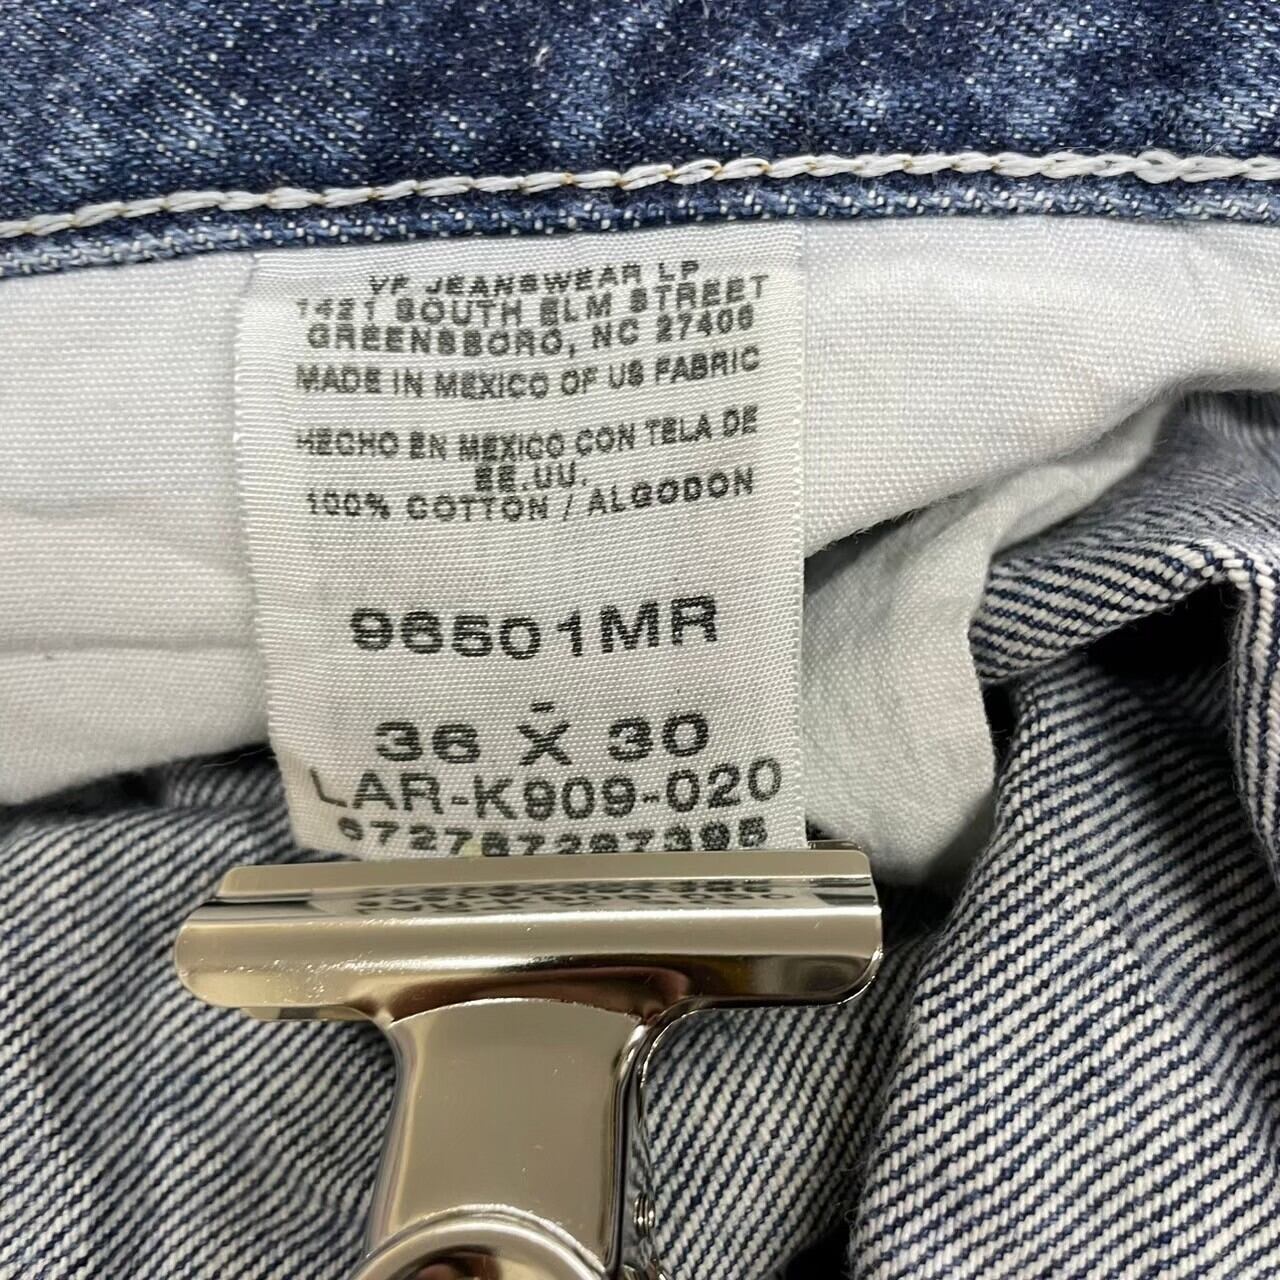 VF JEANSWEAR LP
1421 SOUTH ELM STREET
GREENSBORO, NC 27406
MADE IN MEXICO OF US FABRIC
HECHO EN MEXICO CON TELA DE
EE.UU.
100% COTTON / ALGODON
96501MR
-
36 X 30
LAR-K909-020